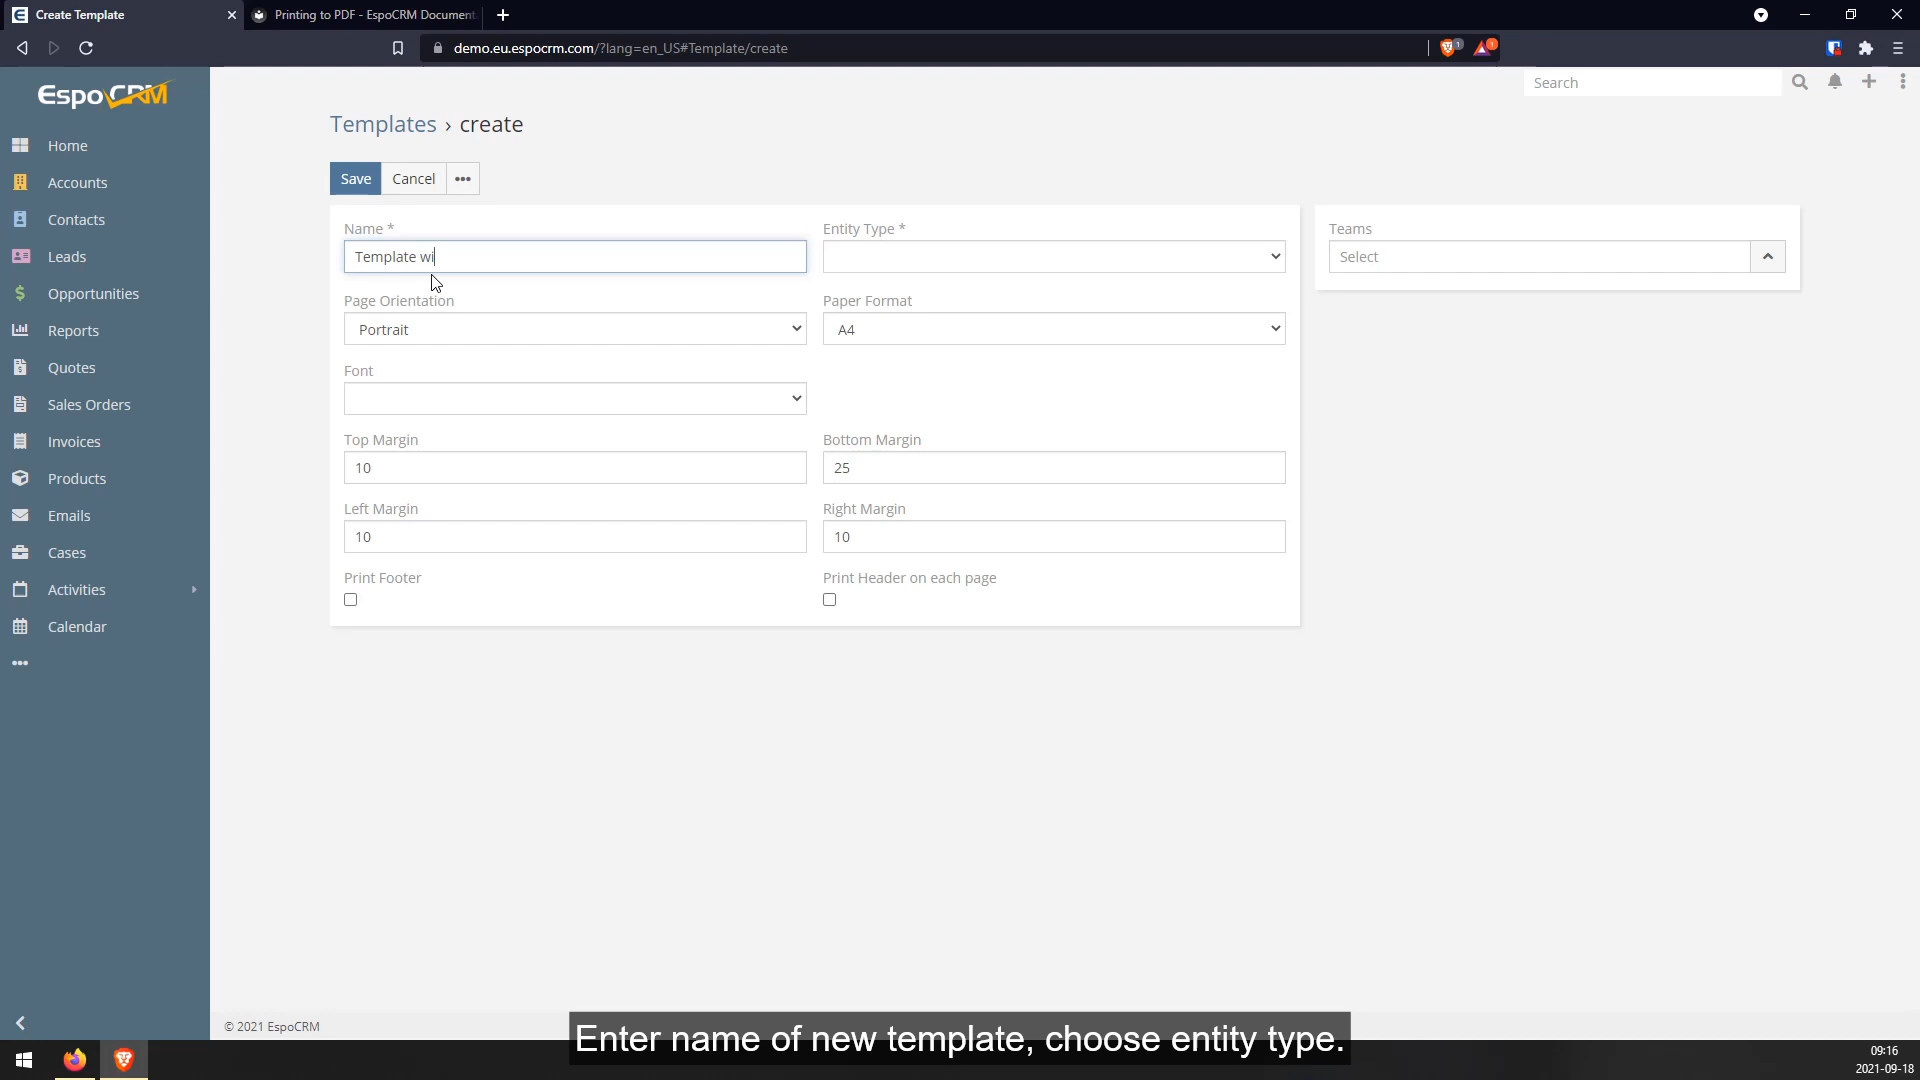 Create Template
Printing to PDF - EspoCRM Document
demo.eu.espocrm.com/?lang=en_US#Template/create
1
1
EspoCRM
Search
Home
Accounts
Contacts
Leads
Opportunities
Reports
Quotes
Sales Orders
Invoices
Products
Emails
Cases
Activities
Calendar
Templates › create
Save
Cancel
Name *
Entity Type *
Teams
Template wi
Select
Page Orientation
Paper Format
Portrait
A4
Font
Top Margin
Bottom Margin
10
25
Left Margin
Right Margin
10
10
Print Footer
Print Header on each page
© 2021 EspoCRM
Enter name of new template, choose entity type.
09:16
2021-09-18